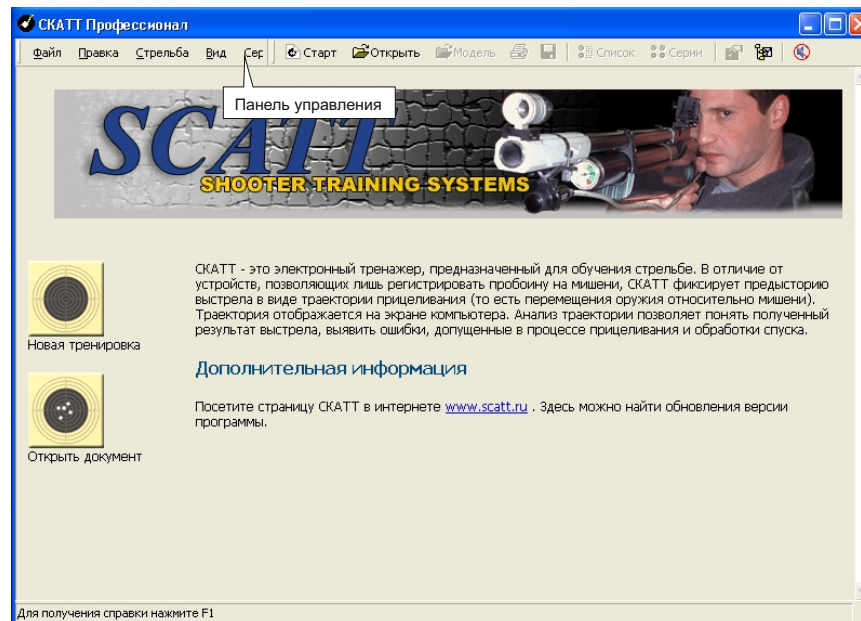 СКАТТ Профессионал
Файл Правка Стрельба Вид Сер Старт Открыть Модель Список Серии
Панель управления
SCATT
SHOOTER TRAINING SYSTEMS
СКАТТ - это электронный тренажер, предназначенный для обучения стрельбе. В отличие от
устройств, позволяющих лишь регистрировать пробоину на мишени, СКАТТ фиксирует предысторию
выстрела в виде траектории прицеливания (то есть перемещения оружия относительно мишени).
Траектория отображается на экране компьютера. Анализ траектории позволяет понять полученный
результат выстрела, выявить ошибки, допущенные в процессе прицеливания и обработки спуска.
Новая тренировка
Дополнительная информация
Посетите страницу СКАТТ в интернете www.scatt.ru . Здесь можно найти обновления версии
программы.
Открыть документ
Для получения справки нажмите F1